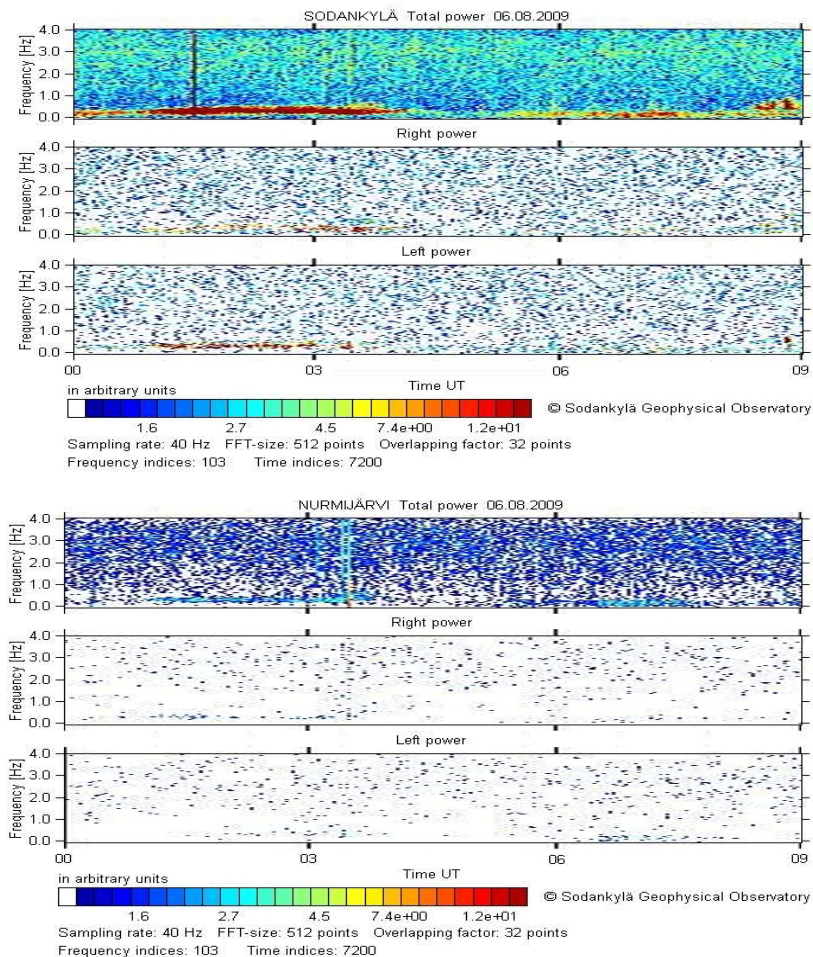 SODANKYLÄ Total power 06.08.2009
Frequency [Hz]
4.0
3.0
2.0
1.0
0.0
Right power
Frequency [Hz]
4.0
3.0
2.0
1.0
0.0
Left power
Frequency [Hz]
4.0
3.0
2.0
1.0
0.0
00 03 06 09
Time UT
in arbitrary units
1.6 2.7 4.5 7.4e+00 1.2e+01
© Sodankylä Geophysical Observatory
Sampling rate: 40 Hz FFT-size: 512 points Overlapping factor: 32 points
Frequency indices: 103 Time indices: 7200
NURMIJÄRVI Total power 06.08.2009
Frequency [Hz]
4.0
3.0
2.0
1.0
0.0
Right power
Frequency [Hz]
4.0
3.0
2.0
1.0
0.0
Left power
Frequency [Hz]
4.0
3.0
2.0
1.0
0.0
00 03 06 09
Time UT
in arbitrary units
1.6 2.7 4.5 7.4e+00 1.2e+01
© Sodankylä Geophysical Observatory
Sampling rate: 40 Hz FFT-size: 512 points Overlapping factor: 32 points
Frequency indices: 103 Time indices: 7200